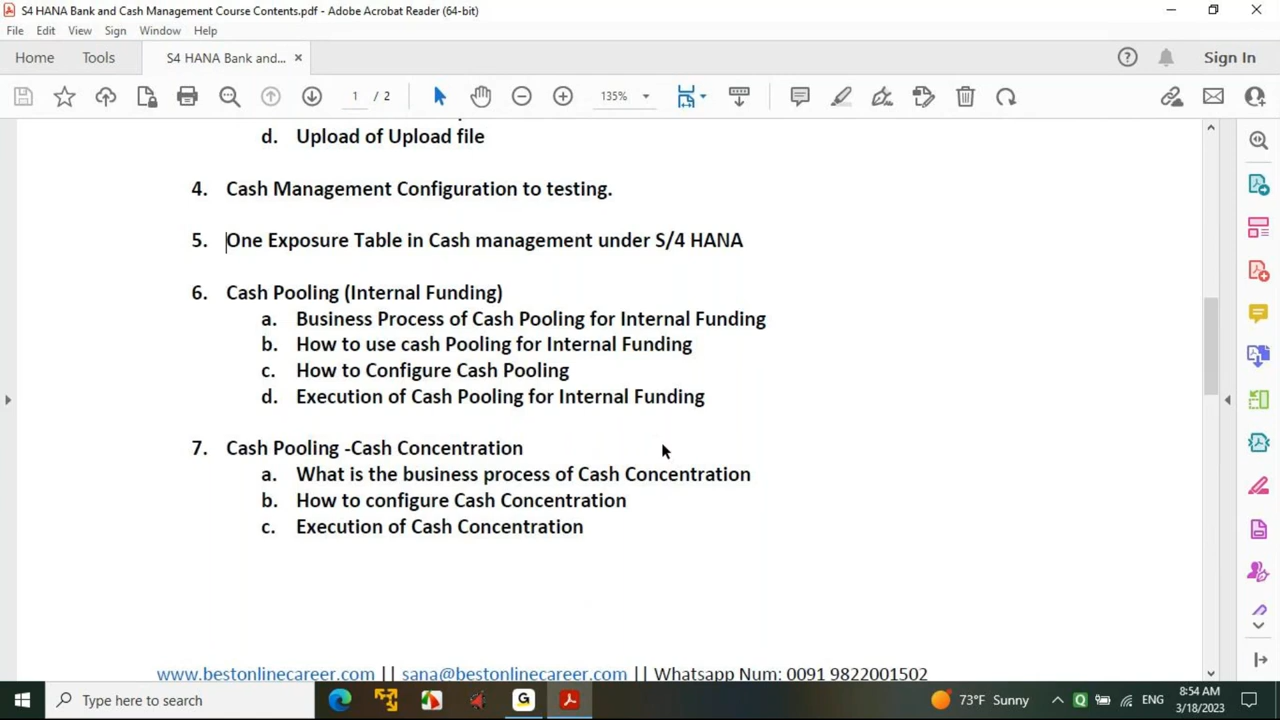 S4 HANA Bank and Cash Management Course Contents.pdf - Adobe Acrobat Reader (64-bit)
File Edit View Sign Window Help
Home Tools S4 HANA Bank and... Sign In
1 / 2 135%
d. Upload of Upload file
4. Cash Management Configuration to testing.
5. One Exposure Table in Cash management under S/4 HANA
6. Cash Pooling (Internal Funding)
a. Business Process of Cash Pooling for Internal Funding
b. How to use cash Pooling for Internal Funding
c. How to Configure Cash Pooling
d. Execution of Cash Pooling for Internal Funding
7. Cash Pooling -Cash Concentration
a. What is the business process of Cash Concentration
b. How to configure Cash Concentration
c. Execution of Cash Concentration
www.bestonlinecareer.com || sana@bestonlinecareer.com || Whatsapp Num: 0091 9822001502
Type here to search 73°F Sunny ENG 8:54 AM
3/18/2023